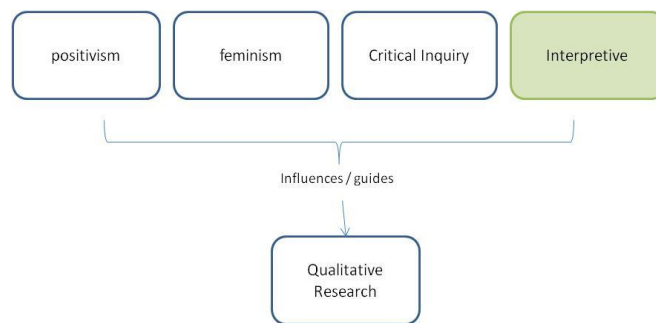 positivism
feminism
Critical Inquiry
Interpretive
Influences / guides
Qualitative
Research